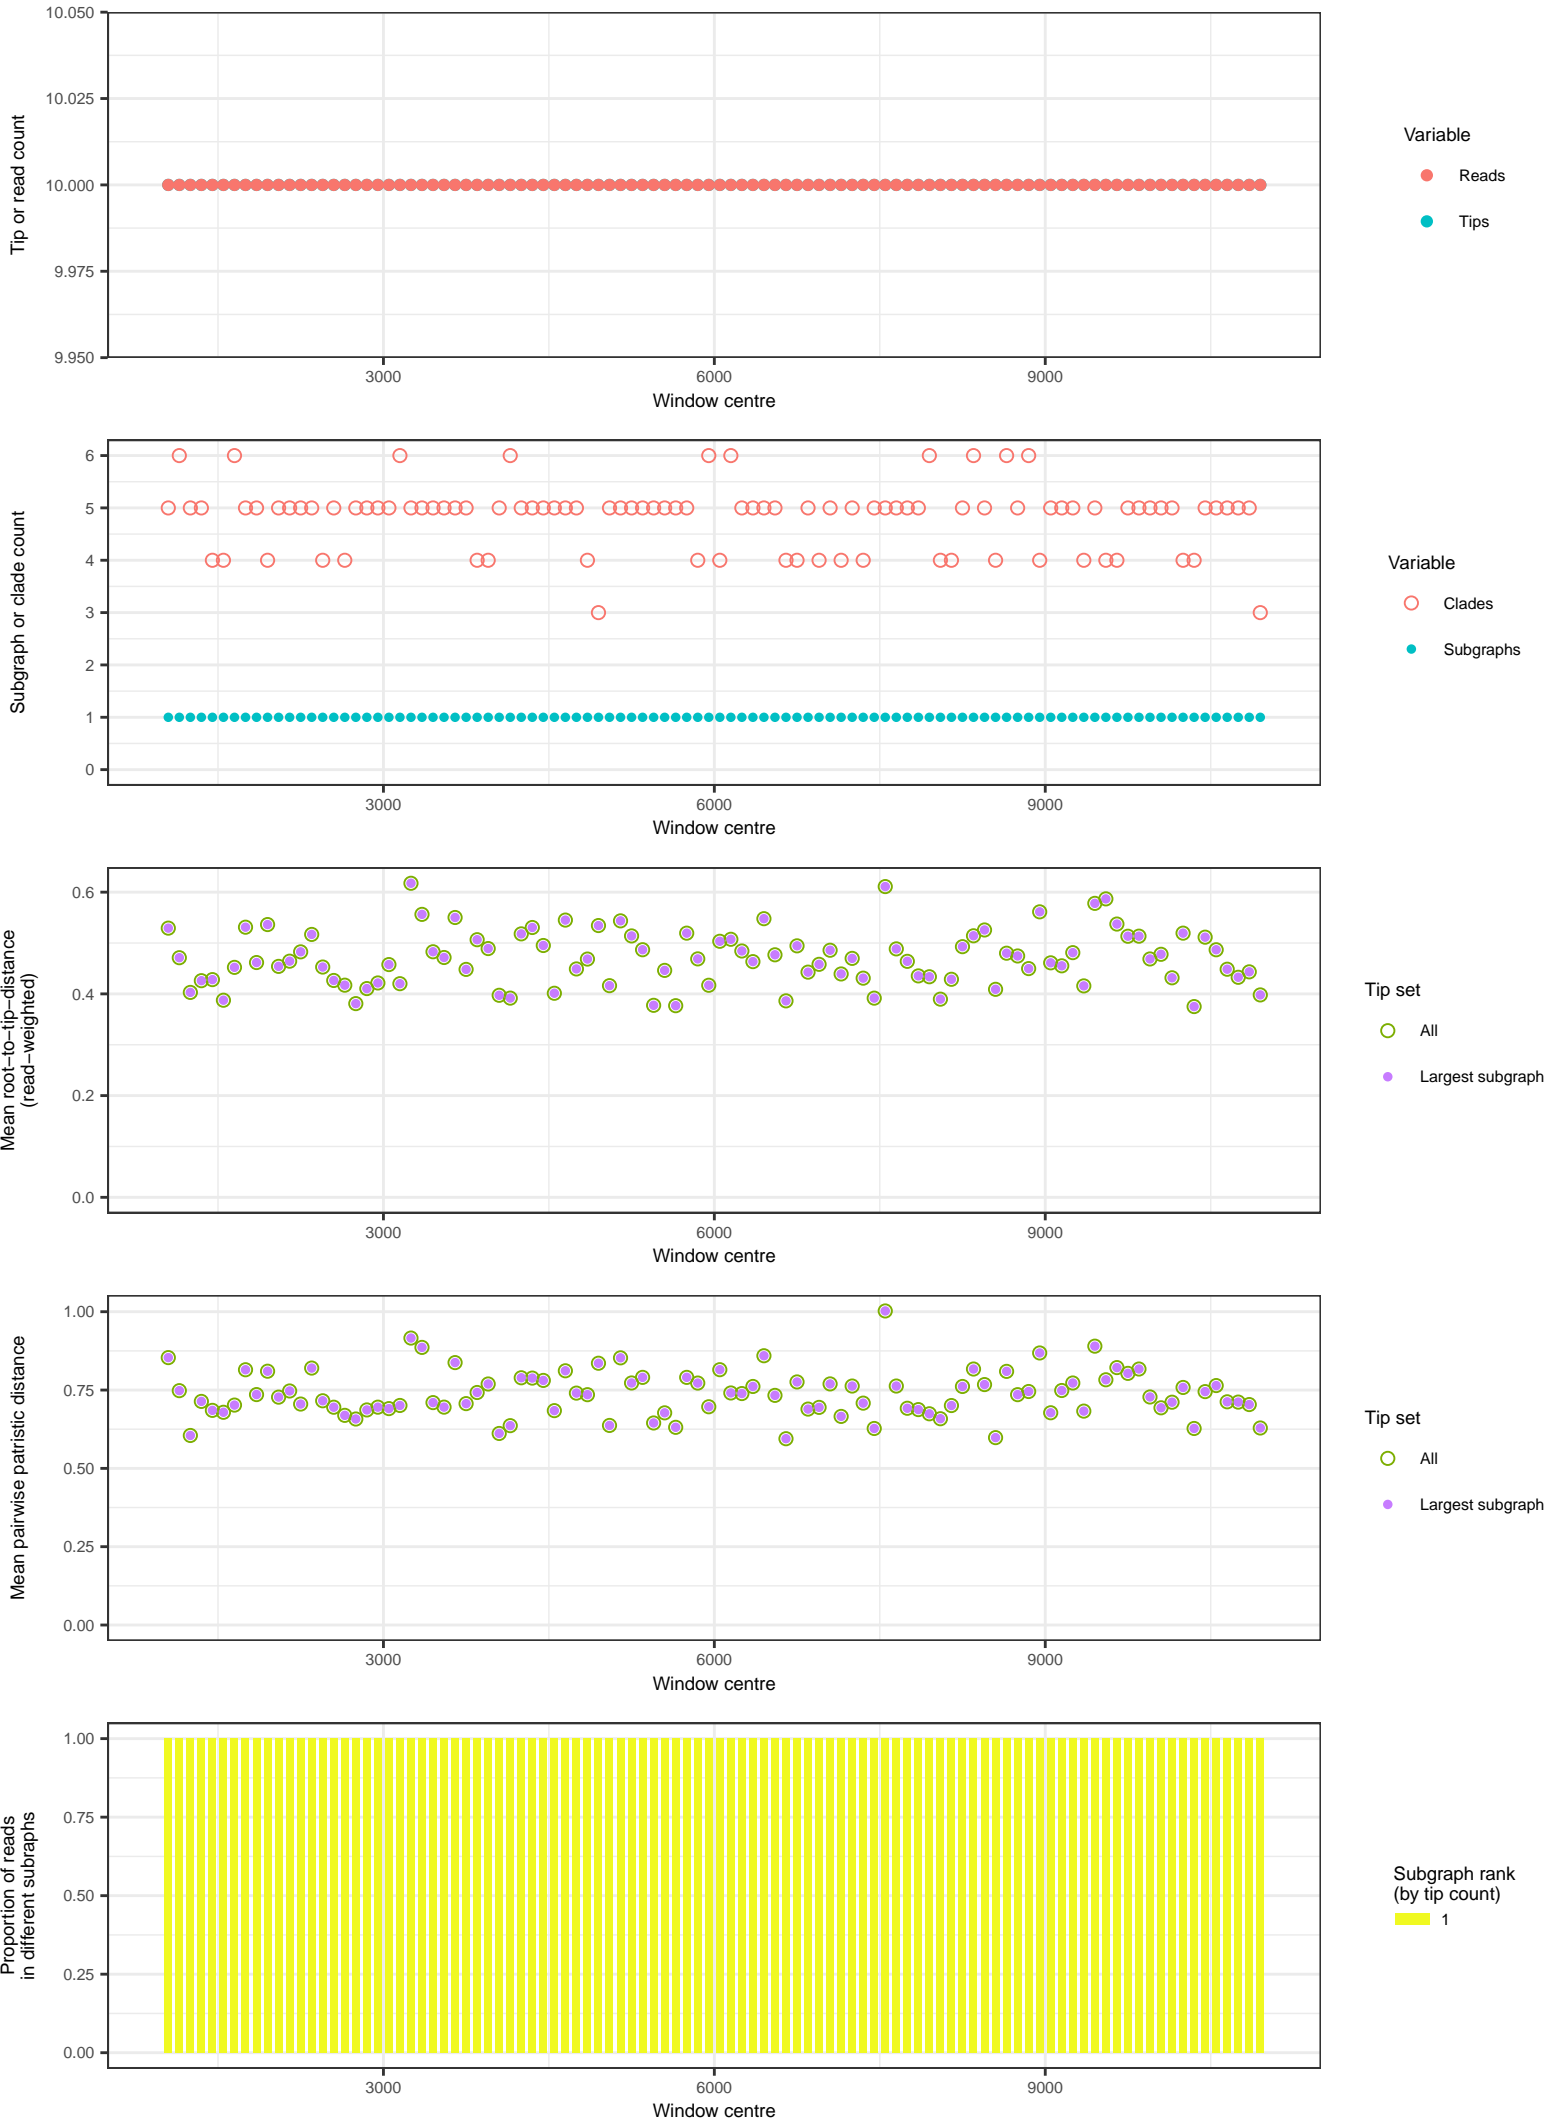 10.050
10.025
10.000
9.975
9.950
Tip or read count
3000 6000 9000
Window centre
Variable
Reads
Tips
6
5
4
3
2
1
0
Subgraph or clade count
3000 6000 9000
Window centre
Variable
Clades
Subgraphs
0.6
0.4
0.2
0.0
Mean root−to−tip−distance
(read−weighted)
3000 6000 9000
Window centre
Tip set
All
Largest subgraph
1.00
0.75
0.50
0.25
0.00
Mean pairwise patristic distance
3000 6000 9000
Window centre
Tip set
All
Largest subgraph
1.00
0.75
0.50
0.25
0.00
Proportion of reads
in different subraphs
3000 6000 9000
Window centre
Subgraph rank
(by tip count)
1